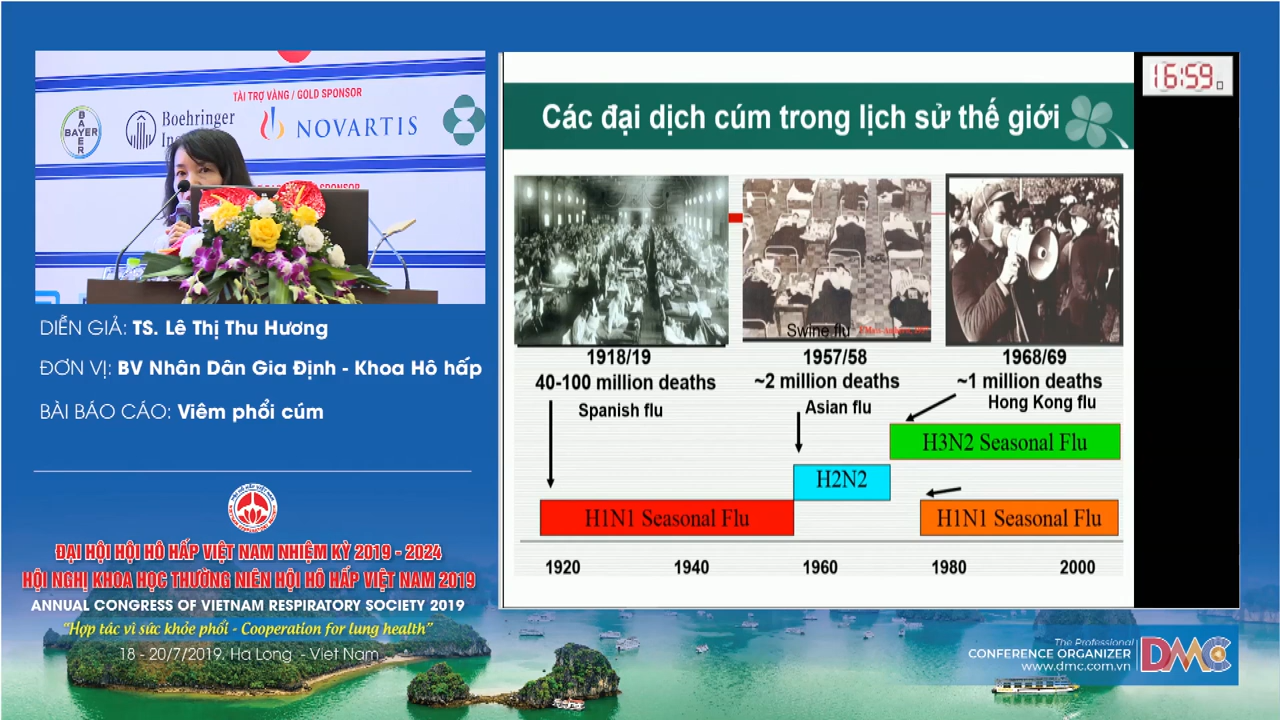 TÀI TRỢ VÀNG / GOLD SPONSOR
BAYER
BAYER
Boehringer
NOVARTIS
SPONSOR
DIỄN GIẢ: TS. Lê Thị Thu Hương
ĐƠN VỊ: BV Nhân Dân Gia Định - Khoa Hô hấp
BÀI BÁO CÁO: Viêm phổi cúm
ĐẠI HỘI HỘI HÔ HẤP VIỆT NAM NHIỆM KỲ 2019 - 2024
HỘI NGHỊ KHOA HỌC THƯỜNG NIÊN HỘI HÔ HẤP VIỆT NAM 2019
ANNUAL CONGRESS OF VIETNAM RESPIRATORY SOCIETY 2019
“Hợp tác vì sức khỏe phổi - Cooperation for lung health”
18 - 20/7/2019. Ha Long - Viet Nam
16:59
Các đại dịch cúm trong lịch sử thế giới
Swine flu
1918/19
40-100 million deaths
Spanish flu
1957/58
~2 million deaths
Asian flu
1968/69
~1 million deaths
Hong Kong flu
H3N2 Seasonal Flu
H2N2
H1N1 Seasonal Flu
H1N1 Seasonal Flu
1920 1940 1960 1980 2000
The Professional
CONFERENCE ORGANIZER
www.dmc.com.vn
DMC